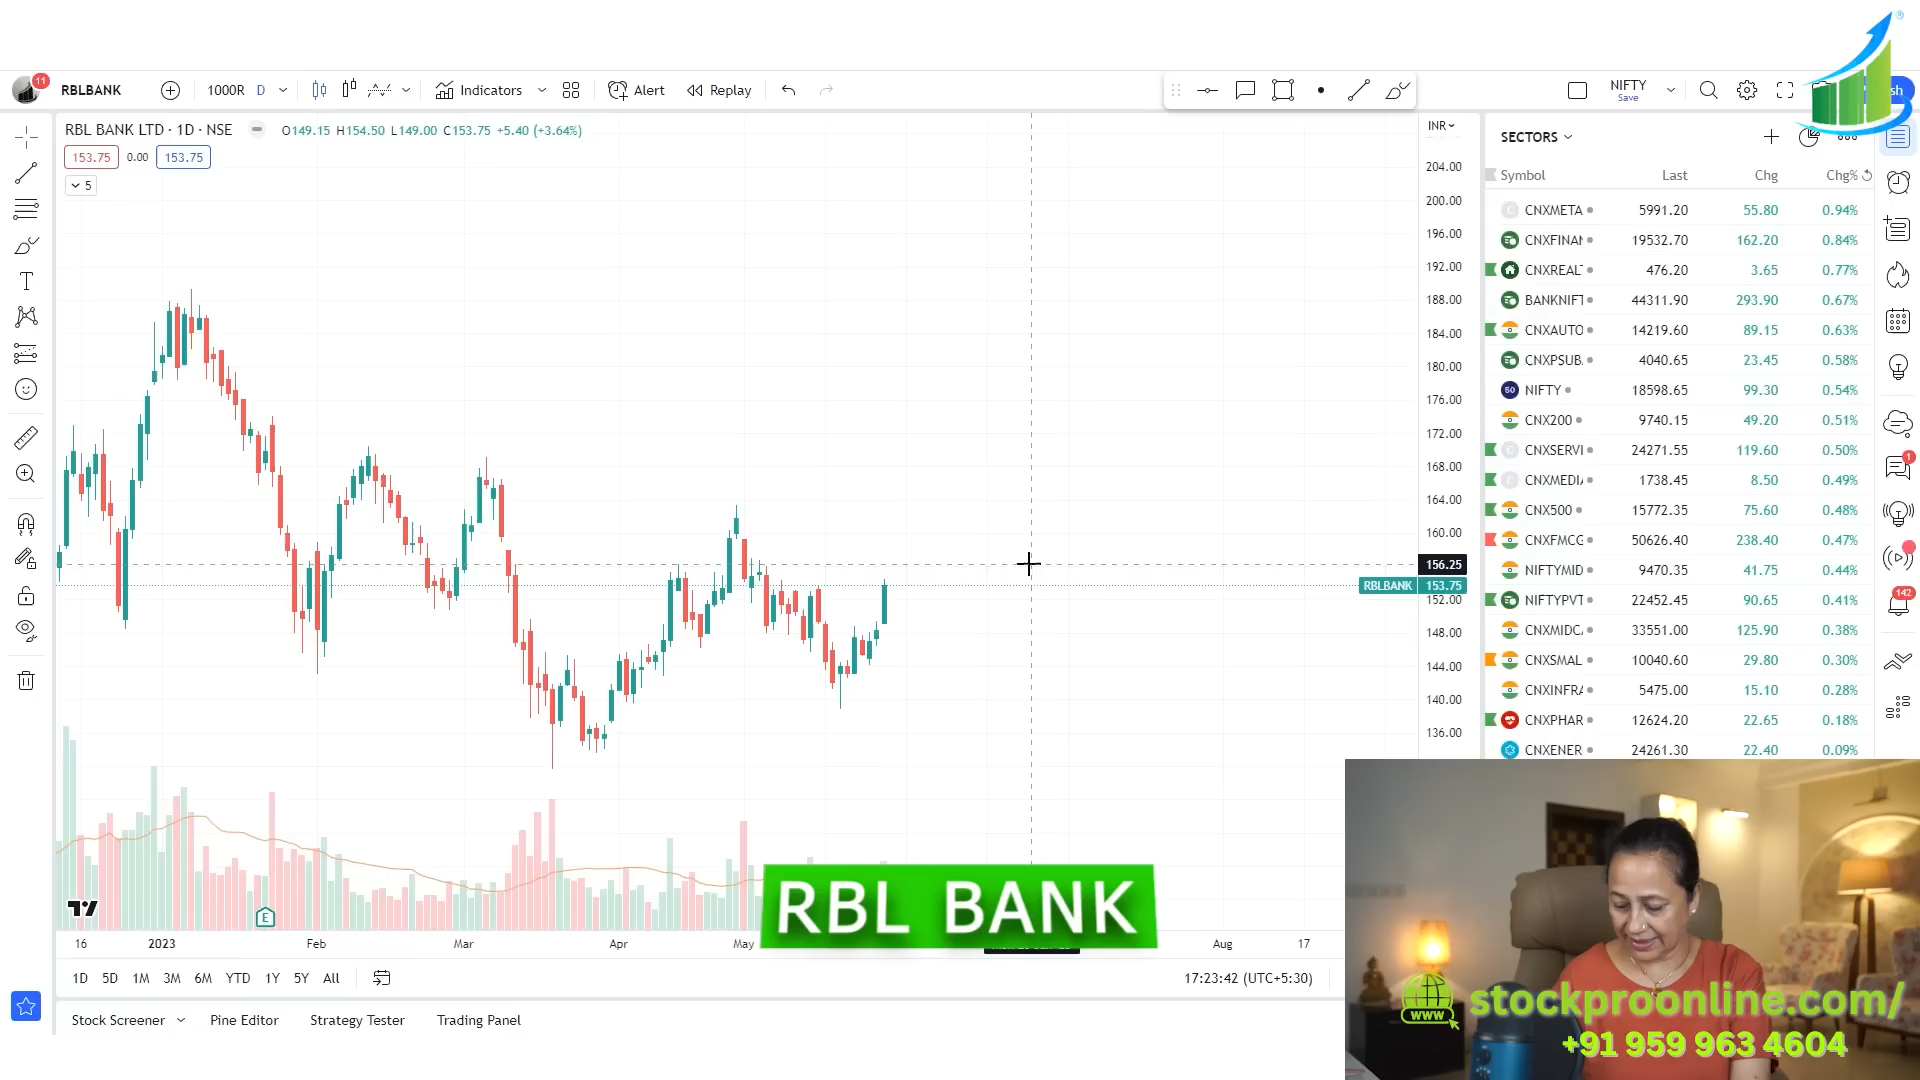 11
RBLBANK
1000R D
Indicators
Alert
Replay
NIFTY
Save
sh
RBL BANK LTD · 1D · NSE
O149.15 H154.50 L149.00 C153.75 +5.40 (+3.64%)
153.75 0.00 153.75
5
INR
204.00
200.00
196.00
192.00
188.00
184.00
180.00
176.00
172.00
168.00
164.00
160.00
156.25
RBLBANK 153.75
152.00
148.00
144.00
140.00
136.00
SECTORS
Symbol Last Chg Chg%
CNXMETA 5991.20 55.80 0.94%
CNXFINAN 19532.70 162.20 0.84%
CNXREAL 476.20 3.65 0.77%
BANKNIFT 44311.90 293.90 0.67%
CNXAUTO 14219.60 89.15 0.63%
CNXPSUB 4040.65 23.45 0.58%
50 NIFTY 18598.65 99.30 0.54%
CNX200 9740.15 49.20 0.51%
CNXSERVI 24271.55 119.60 0.50%
CNXMEDIA 1738.45 8.50 0.49%
CNX500 15772.35 75.60 0.48%
CNXFMCG 50626.40 238.40 0.47%
NIFTYMID 9470.35 41.75 0.44%
NIFTYPVT 22452.45 90.65 0.41%
CNXMIDC 33551.00 125.90 0.38%
CNXSMAL 10040.60 29.80 0.30%
CNXINFRA 5475.00 15.10 0.28%
CNXPHAR 12624.20 22.65 0.18%
CNXENER 24261.30 22.40 0.09%
1
142
E
RBL BANK
16 2023 Feb Mar Apr May Aug 17
1D 5D 1M 3M 6M YTD 1Y 5Y All
17:23:42 (UTC+5:30)
Stock Screener Pine Editor Strategy Tester Trading Panel
www
stockproonline.com/
+91 959 963 4604